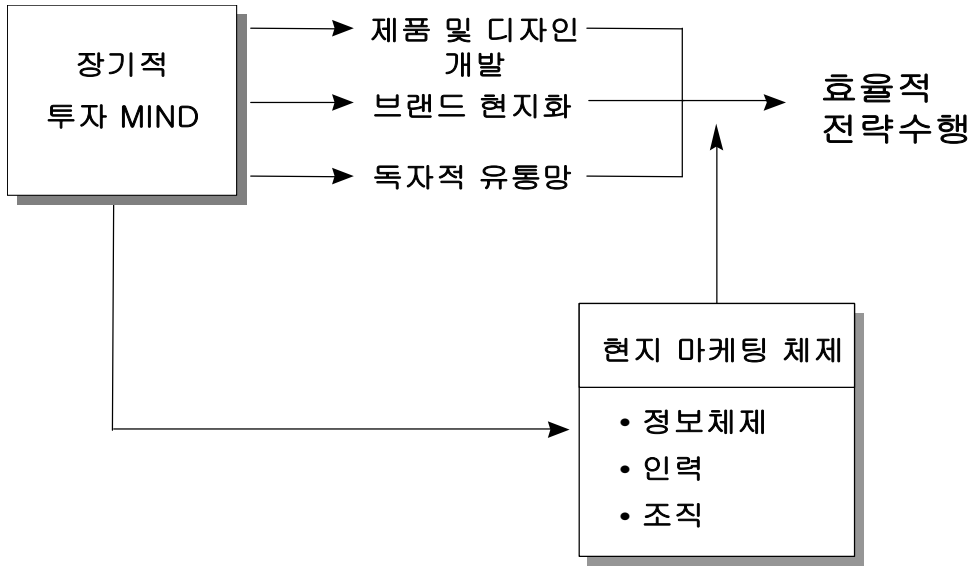 장기적
투자 MIND
제품 및 디자인
개발
브랜드 현지화
독자적 유통망
효율적
전략수행
현지 마케팅 체제
• 정보체제
• 인력
• 조직